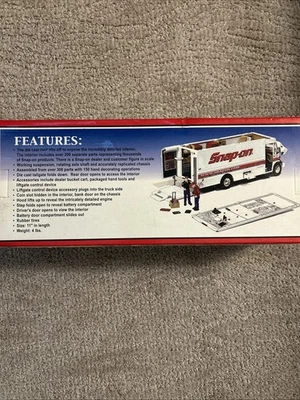 FEATURES:
• The die cast roof lifts off to expose the incredibly detailed interior.
The interior includes over 250 separate parts representing thousands
of Snap-on products. There is a Snap-on dealer and customer figure in scale
• Working suspension, rotating axle shaft and accurately replicated chassis
• Assembled from over 300 parts with 150 hand decorating operations
• Die cast tailgate folds down. Rear door opens to access the interior
• Accessories include dealer bucket cart, packaged hand tools and
liftgate control device
• Liftgate control device accessory plugs into the truck side
• Coin slot hidden in the interior, bank door on the chassis
• Hood lifts up to reveal the intricately detailed engine
• Step folds open to reveal battery compartment
• Driver's door opens to view the interior
• Battery door compartment slides out
• Rubber tires
• Size: 11" in length
• Weight: 4 lbs.
Snap-on